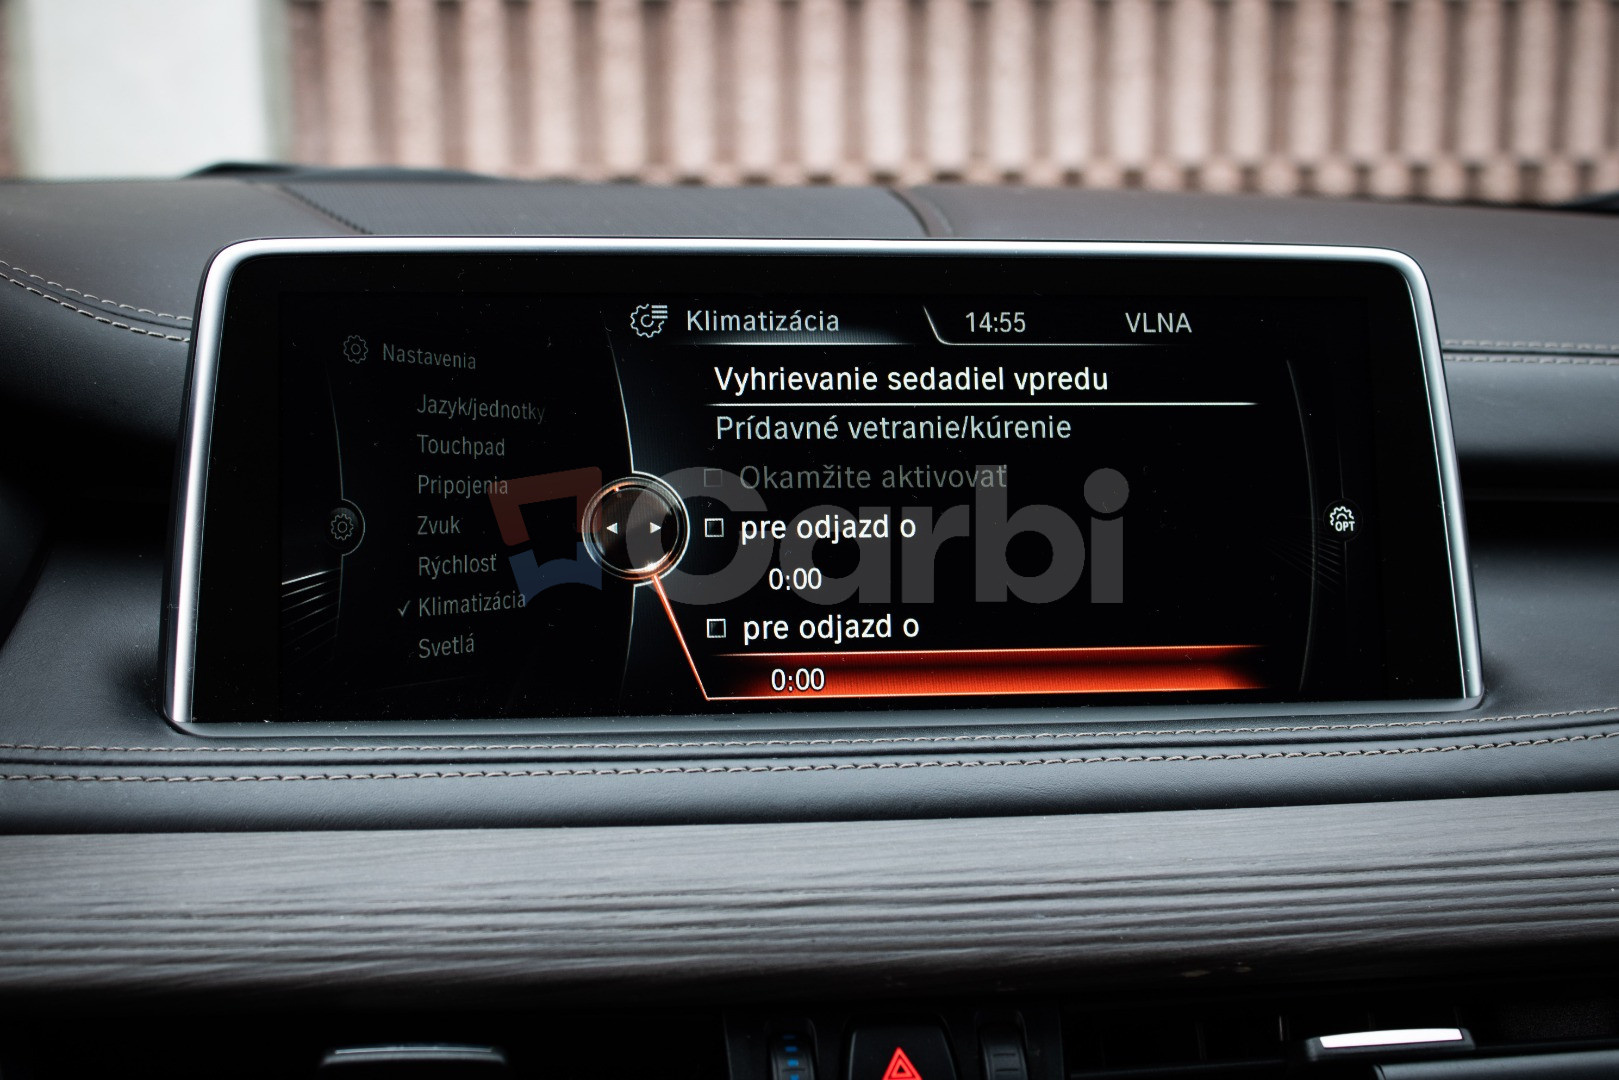 Klimatizácia 14:55 VLNA
Nastavenia
Jazyk/jednotky
Touchpad
Pripojenia
Zvuk
Rýchlosť
✓ Klimatizácia
Svetlá
Vyhrievanie sedadiel vpredu
Prídavné vetranie/kúrenie
Okamžite aktivovať
pre odjazd o
0:00
pre odjazd o
0:00
OPT
Carbi